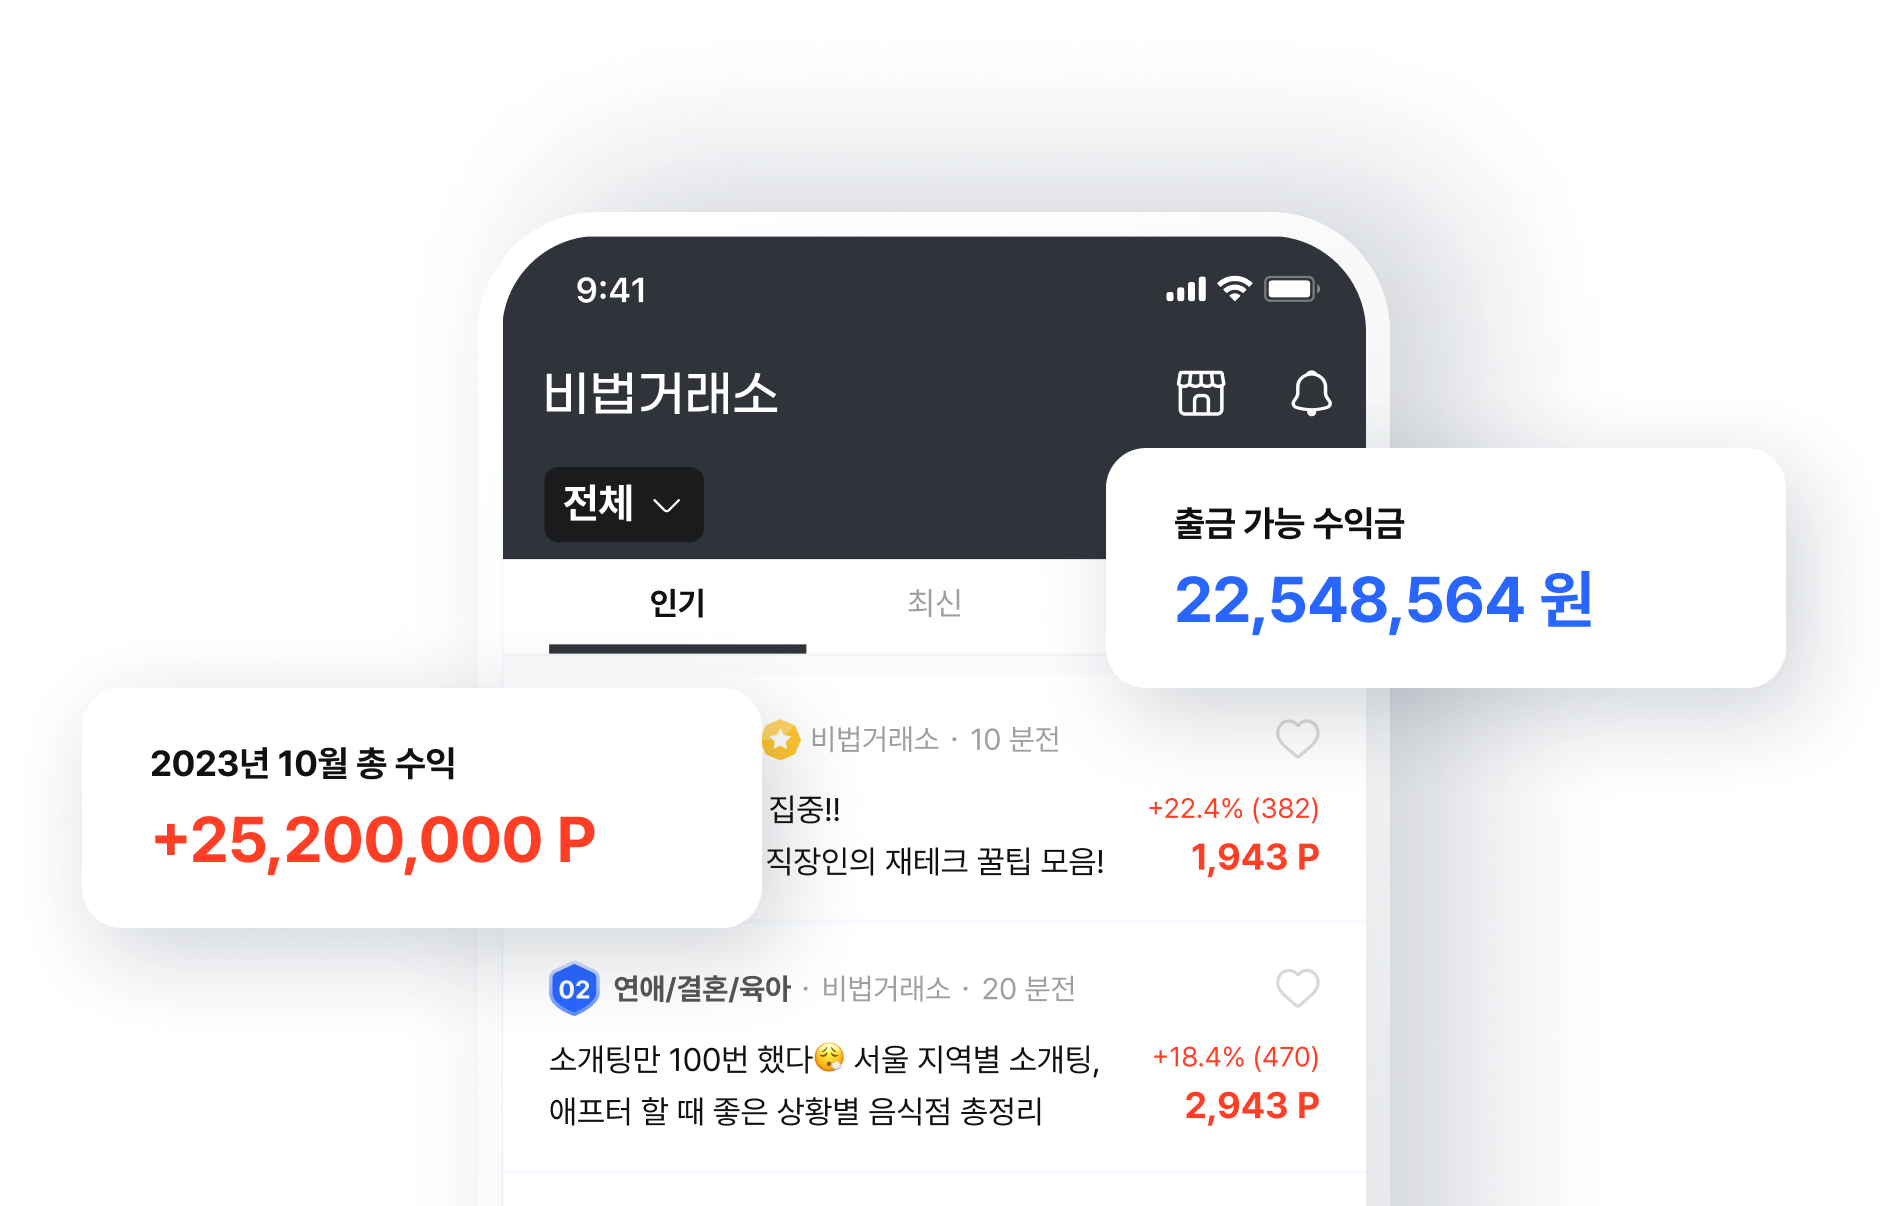 9:41
비법거래소
전체
출금 가능 수익금
22,548,564 원
인기
최신
2023년 10월 총 수익
+25,200,000 P
비법거래소 · 10 분전
집중!!
+22.4% (382)
직장인의 재테크 꿀팁 모음!
1,943 P
02 연애/결혼/육아 · 비법거래소 · 20 분전
소개팅만 100번 했다😮‍💨 서울 지역별 소개팅,
+18.4% (470)
애프터 할 때 좋은 상황별 음식점 총정리
2,943 P